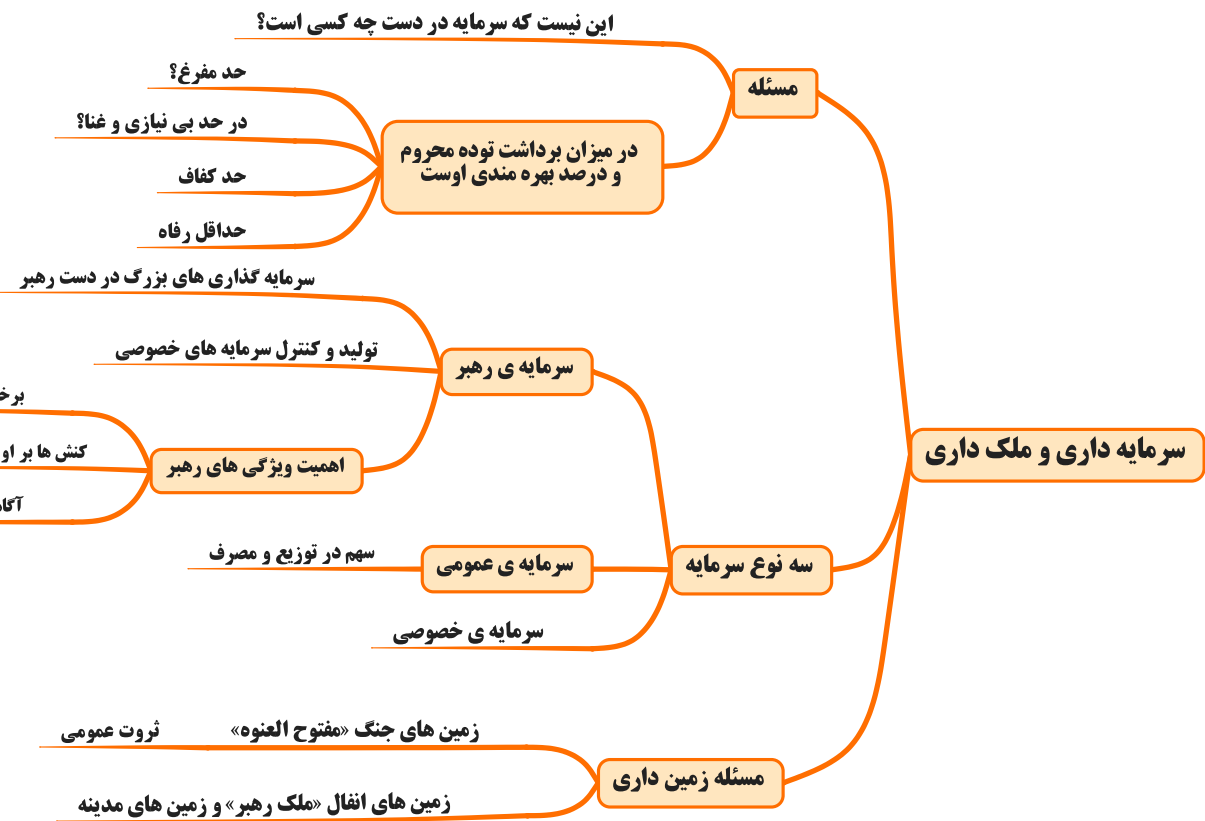 سرمایه داری و ملک داری
مسئله
این نیست که سرمایه در دست چه کسی است؟
در میزان برداشت توده محروم
و درصد بهره مندی اوست
حد مفرغ؟
در حد بی نیازی و غنا؟
حد کفاف
حداقل رفاه
سه نوع سرمایه
سرمایه ی رهبر
سرمایه گذاری های بزرگ در دست رهبر
تولید و کنترل سرمایه های خصوصی
اهمیت ویژگی های رهبر
کنش ها بر او
سرمایه ی عمومی
سهم در توزیع و مصرف
سرمایه ی خصوصی
مسئله زمین داری
زمین های جنگ «مفتوح العنوه»
ثروت عمومی
زمین های انفال «ملک رهبر» و زمین های مدینه